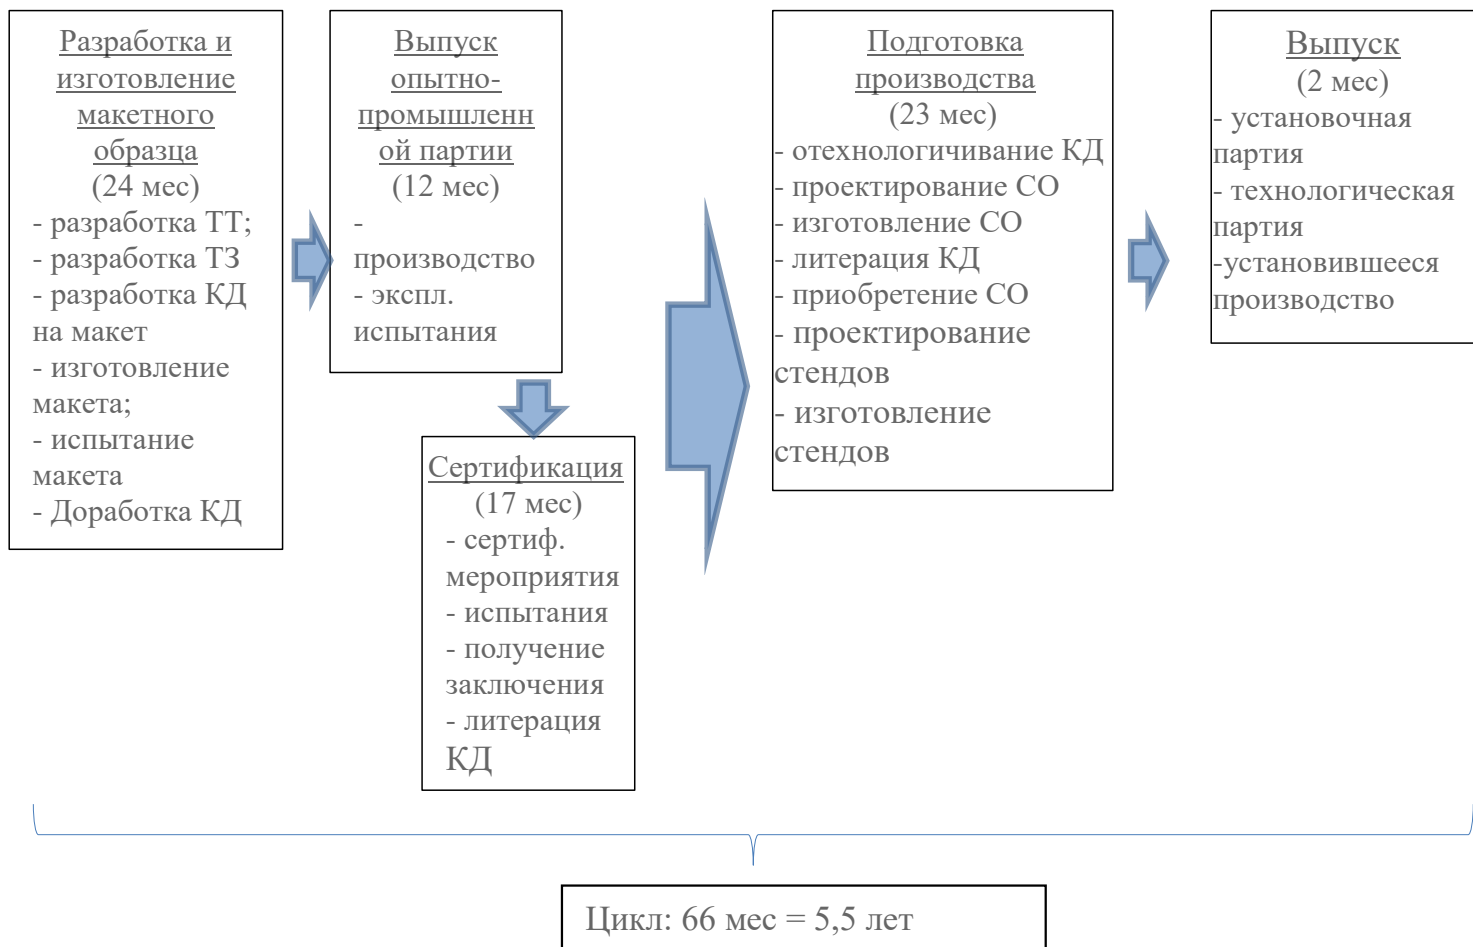 Разработка и
изготовление
макетного
образца
(24 мес)
- разработка ТТ;
- разработка ТЗ
- разработка КД
на макет
- изготовление
макета;
- испытание
макета
- Доработка КД
Выпуск
опытно-
промышленн
ой партии
(12 мес)
-
производство
- экспл.
испытания
Сертификация
(17 мес)
- сертиф.
мероприятия
- испытания
- получение
заключения
- литерация
КД
Подготовка
производства
(23 мес)
- отехнологичивание КД
- проектирование СО
- изготовление СО
- литерация КД
- приобретение СО
- проектирование
стендов
- изготовление
стендов
Выпуск
(2 мес)
- установочная
партия
- технологическая
партия
-установившееся
производство
Цикл: 66 мес = 5,5 лет